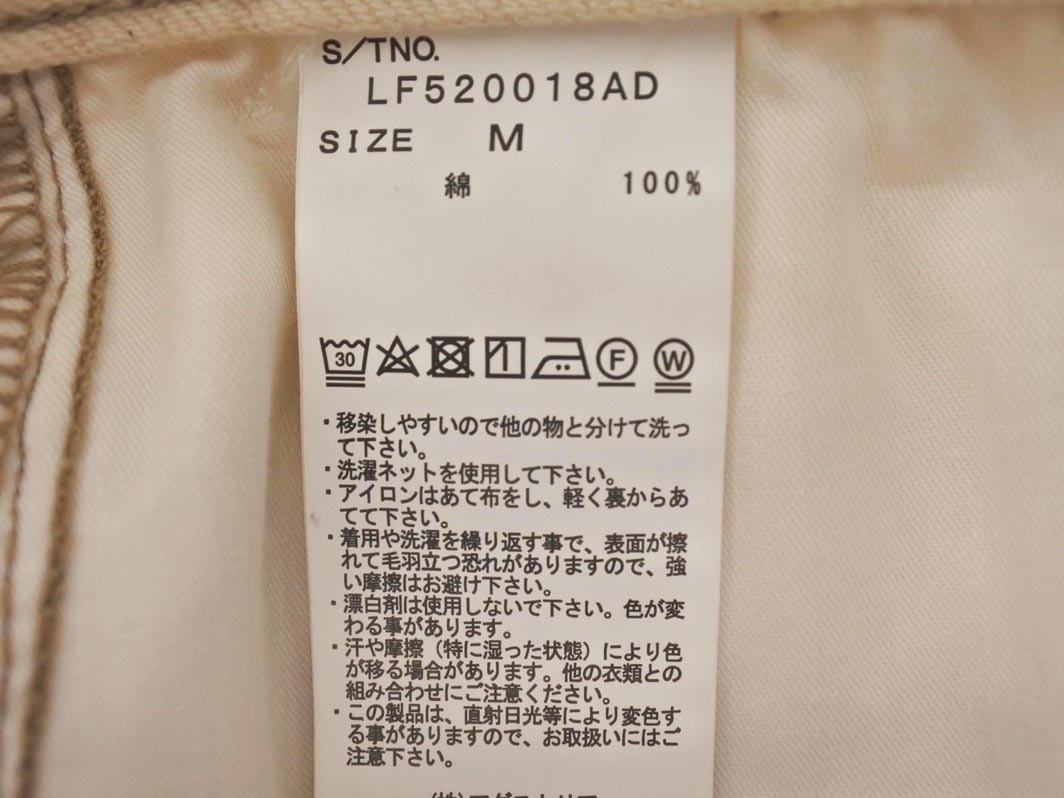 S/TNO.
LF520018AD
SIZE M
綿 100%
30 F W
・移染しやすいので他の物と分けて洗っ
て下さい。
・洗濯ネットを使用して下さい。
・アイロンはあて布をし、軽く裏からあ
てて下さい。
・着用や洗濯を繰り返す事で、表面が擦
れて毛羽立つ恐れがありますので、強
い摩擦はお避け下さい。
・漂白剤は使用しないで下さい。色が変
わる事があります。
・汗や摩擦（特に湿った状態）により色
が移る場合があります。他の衣類との
組み合わせにご注意ください。
・この製品は、直射日光等により変色す
る事がありますので、お取扱いにはご
注意下さい。